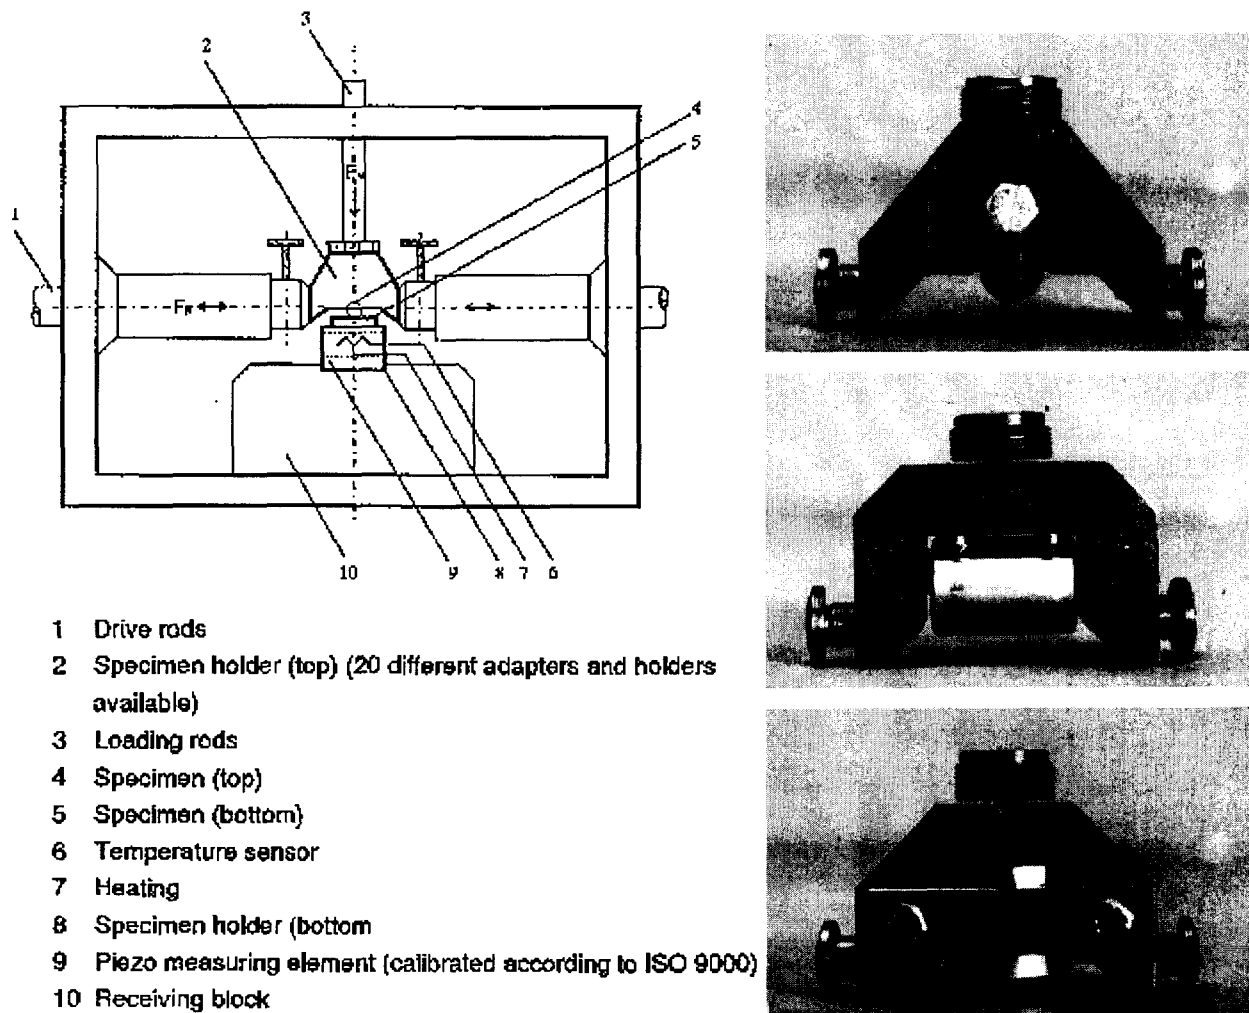 3
2
4
5
1
F
F
10
9
8
7
6
1 Drive rods
2 Specimen holder (top) (20 different adapters and holders
available)
3 Loading rods
4 Specimen (top)
5 Specimen (bottom)
6 Temperature sensor
7 Heating
8 Specimen holder (bottom
9 Piezo measuring element (calibrated according to ISO 9000)
10 Receiving block